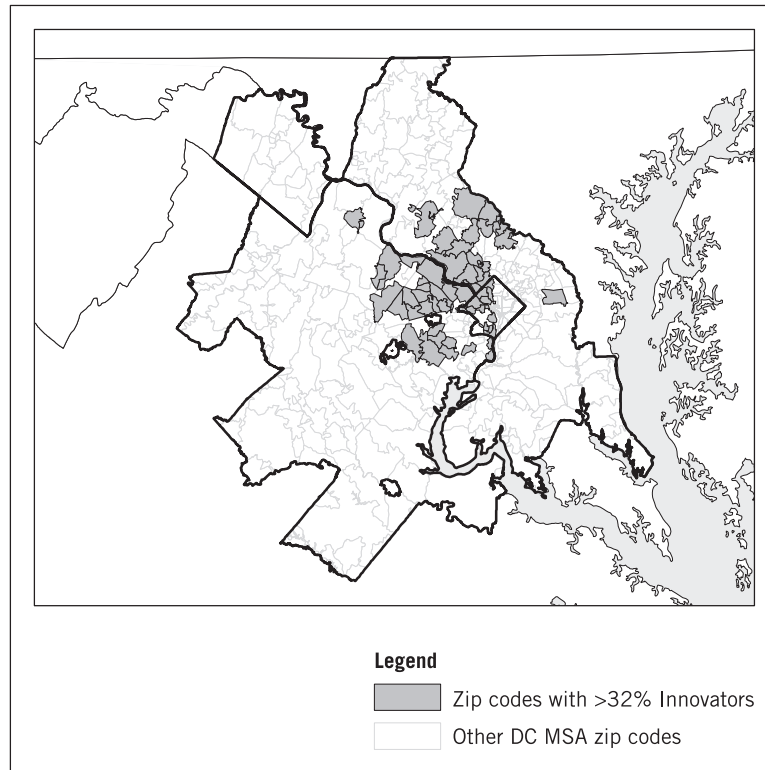 Legend
Zip codes with >32% Innovators
Other DC MSA zip codes